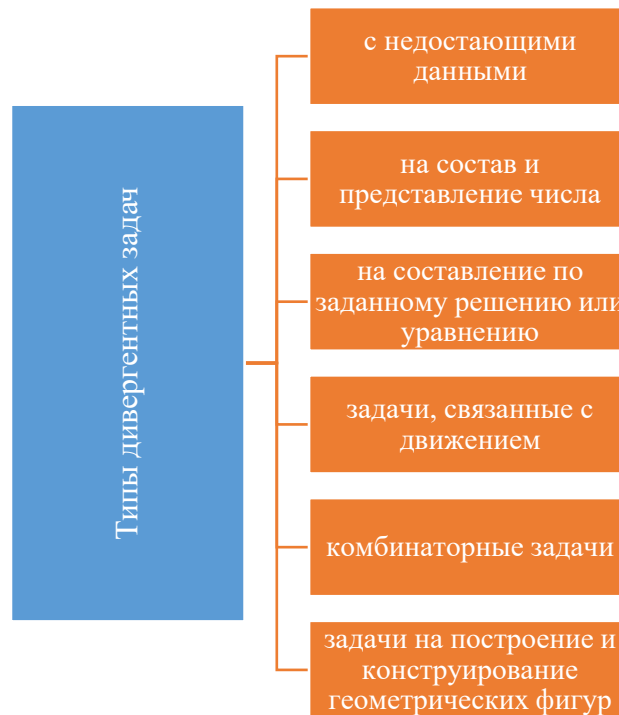 Типы дивергентных задач
с недостающими
данными
на состав и
представление числа
на составление по
заданному решению или
уравнению
задачи, связанные с
движением
комбинаторные задачи
задачи на построение и
конструирование
геометрических фигур